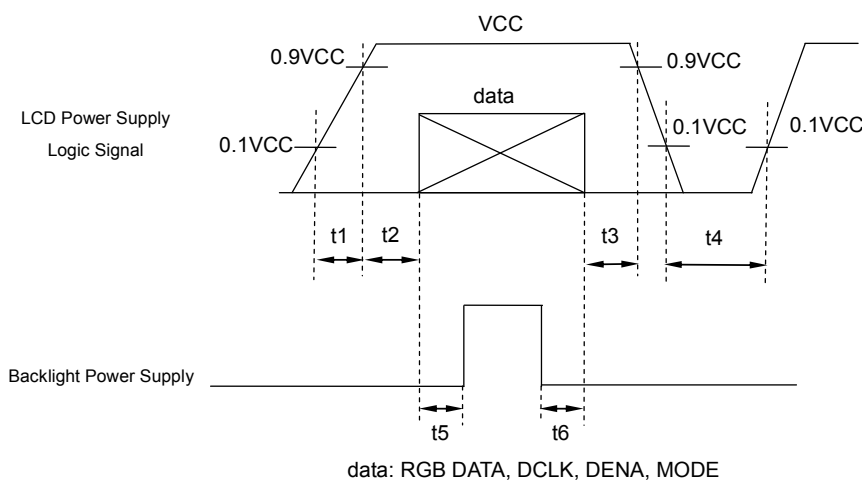 VCC
0.9VCC
0.9VCC
data
LCD Power Supply
Logic Signal
0.1VCC
0.1VCC
0.1VCC
t1
t2
t3
t4
Backlight Power Supply
t5
t6
data: RGB DATA, DCLK, DENA, MODE